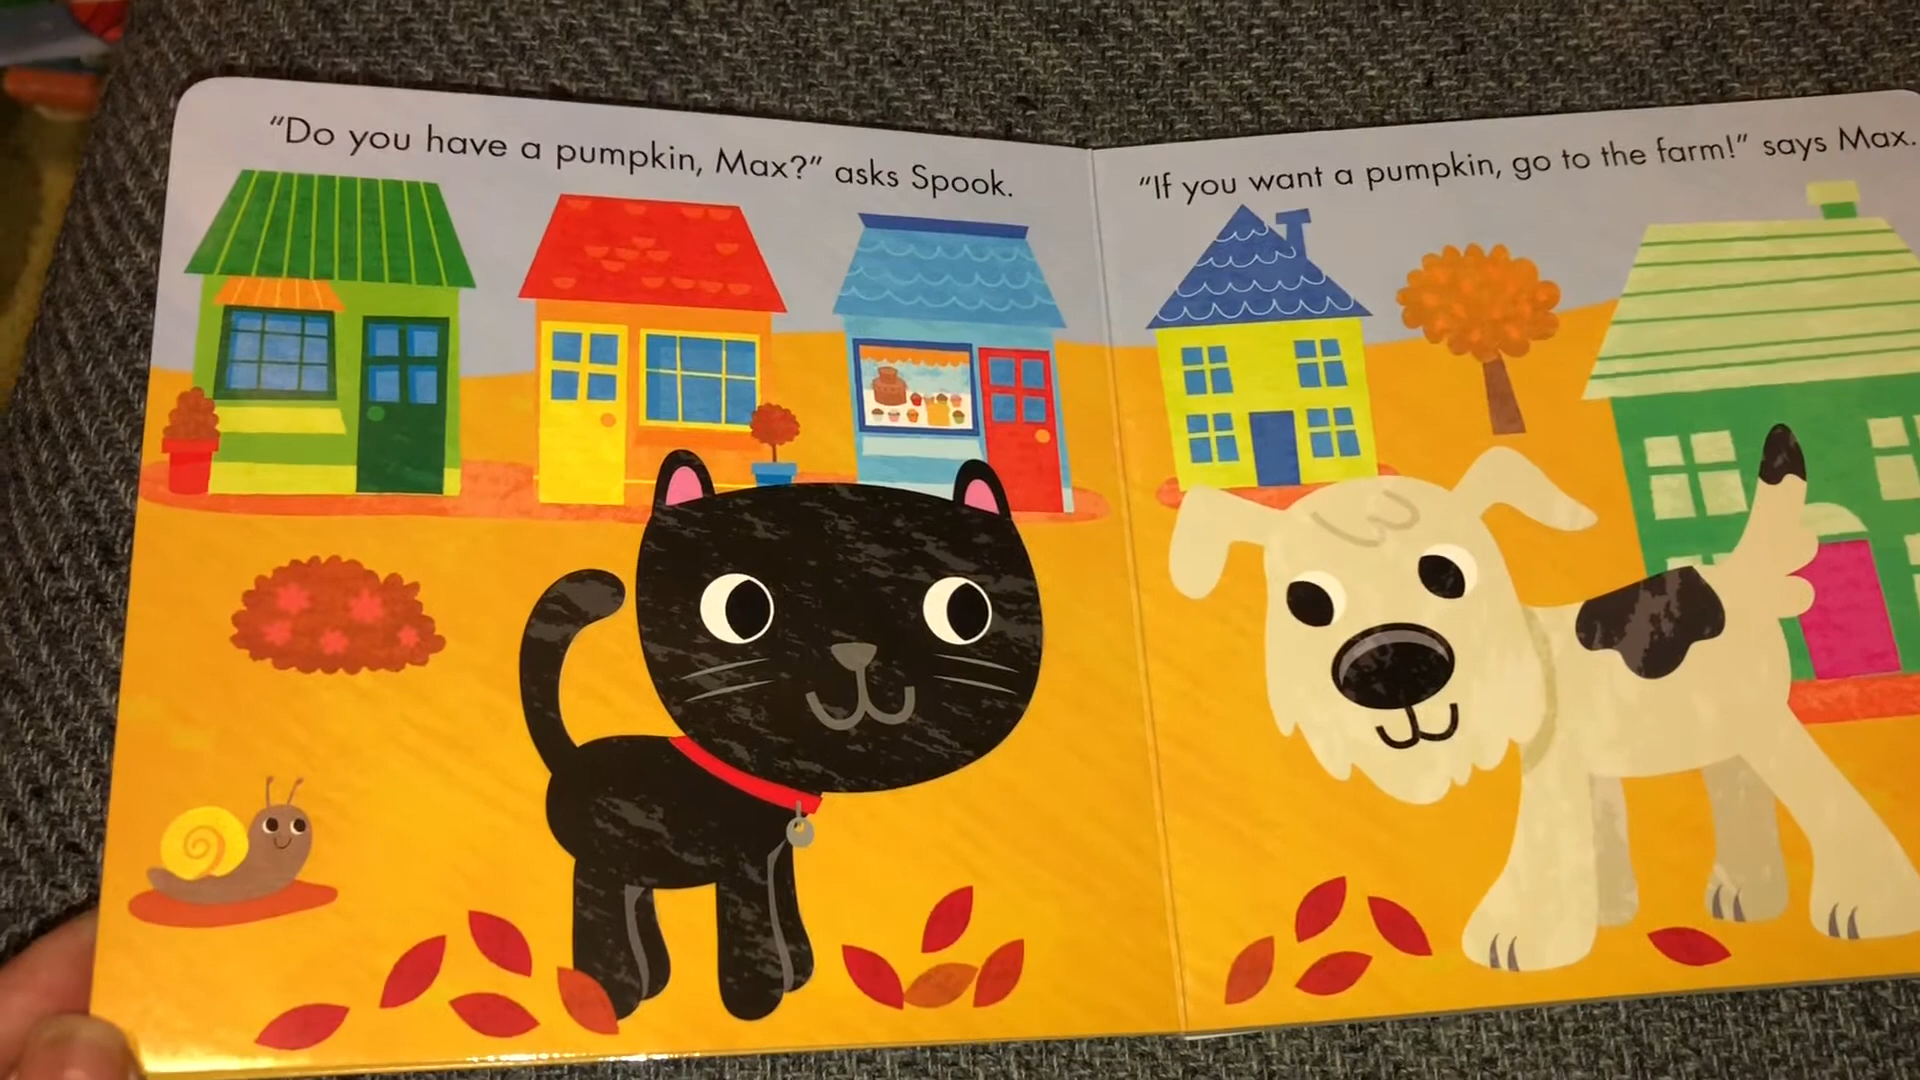 “Do you have a pumpkin, Max?” asks Spook.
“If you want a pumpkin, go to the farm!” says Max.